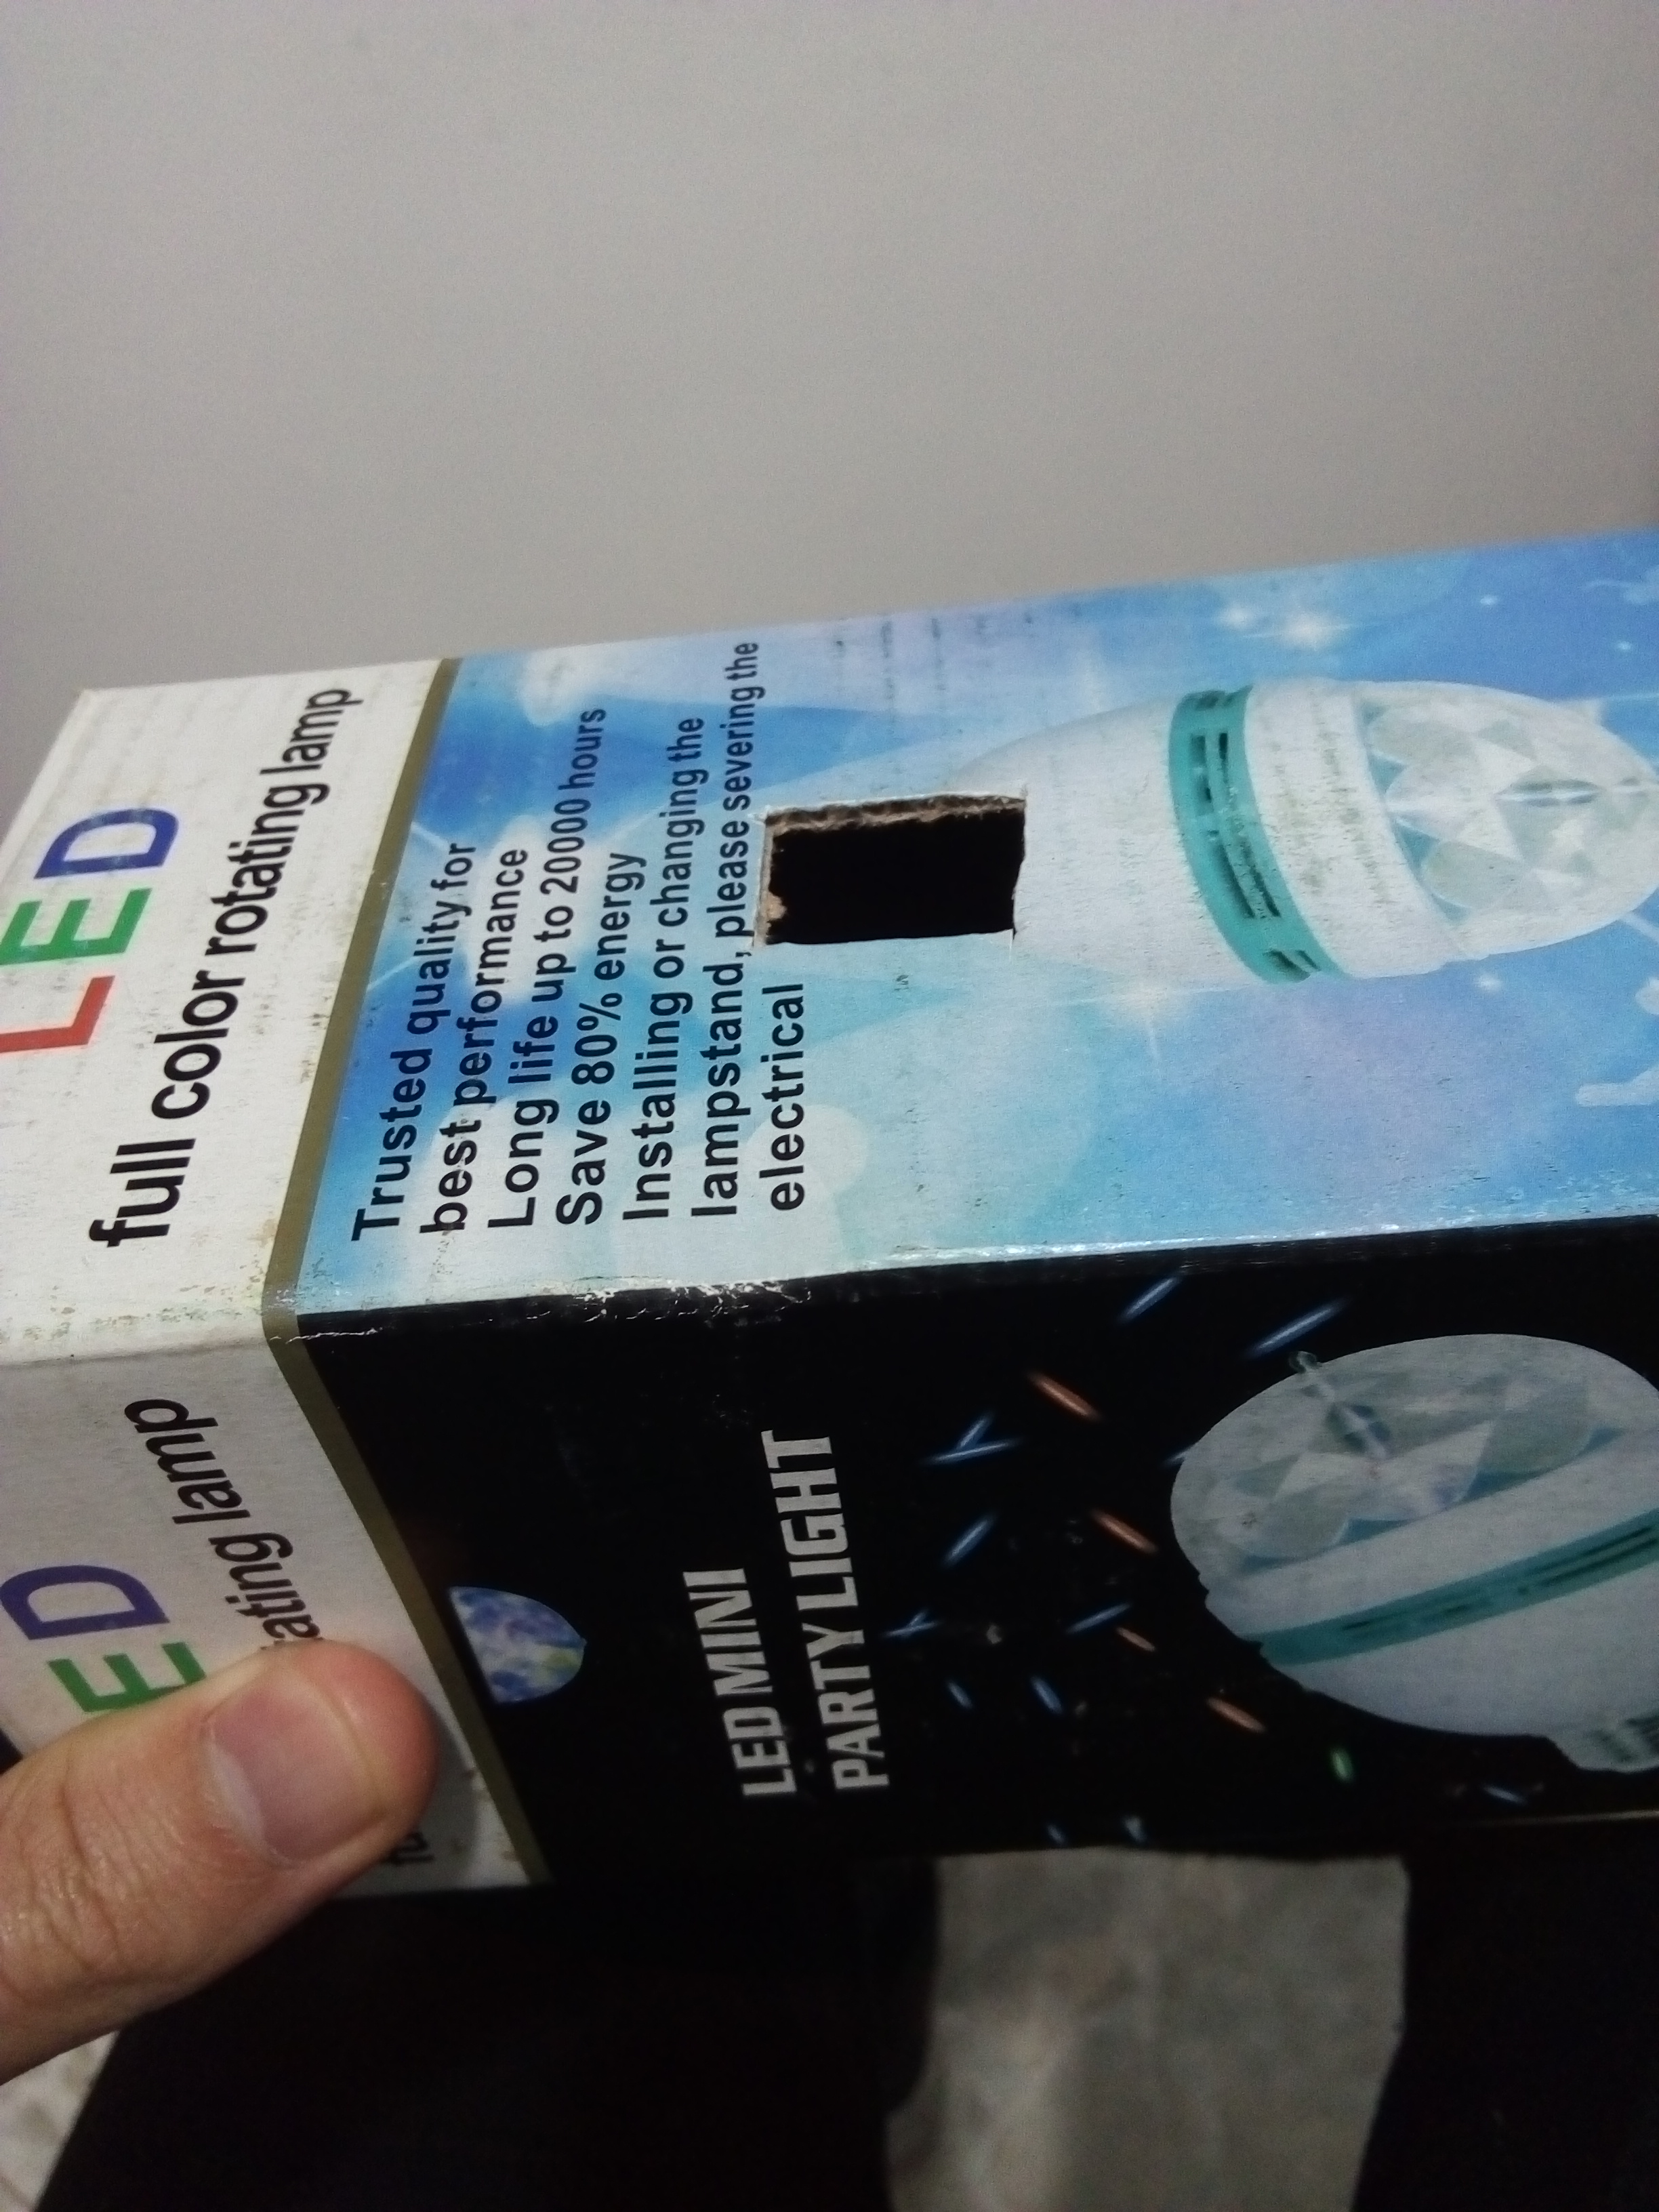 LED
full color rotating lamp
Trusted quality for
best performance
Long life up to 20000 hours
Save 80% energy
Installing or changing the
lampstand, please severing the
electrical
ED
ating lamp
LED MINI
PARTY LIGHT